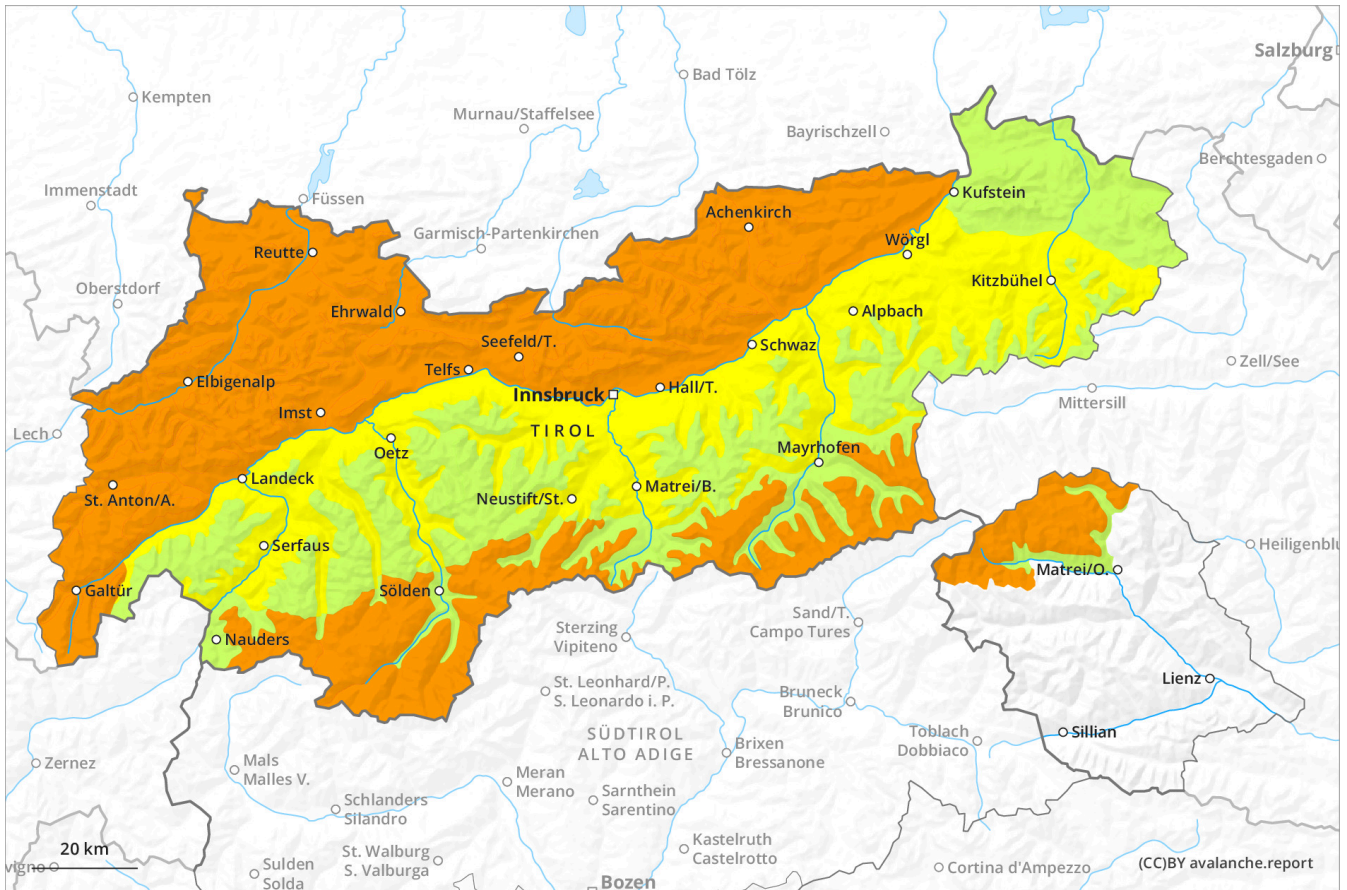 Salzburg
Bad Tölz
Kempten
Murnau/Staffelsee
Bayrischzell
Berchtesgaden
Immenstadt
Füssen
Kufstein
Achenkirch
Garmisch-Partenkirchen
Reutte
Wörgl
Oberstdorf
Kitzbühel
Ehrwald
Alpbach
Seefeld/T.
Schwaz
Zell/See
Telfs
Elbigenalp
Hall/T.
Innsbruck
Mittersill
Imst
Lech
TIROL
Oetz
Mayrhofen
Landeck
Matrei/B.
St. Anton/A.
Neustift/St.
Serfaus
Heiligenblu
Matrei/O.
Galtür
Sölden
Sand/T.
Campo Tures
Sterzing
Vipiteno
Nauders
Lienz
St. Leonhard/P.
S. Leonardo i. P.
Bruneck
Brunico
SÜDTIROL
ALTO ADIGE
Toblach
Dobbiaco
Sillian
Brixen
Bressanone
Zernez
Mals
Malles V.
Meran
Merano
Sarnthein
Sarentino
Schlanders
Silandro
Kastelruth
Castelrotto
20 km
St. Walburg
S. Valburga
vigno
Sulden
Solda
Cortina d'Ampezzo
(CC)BY avalanche.report
Bozen